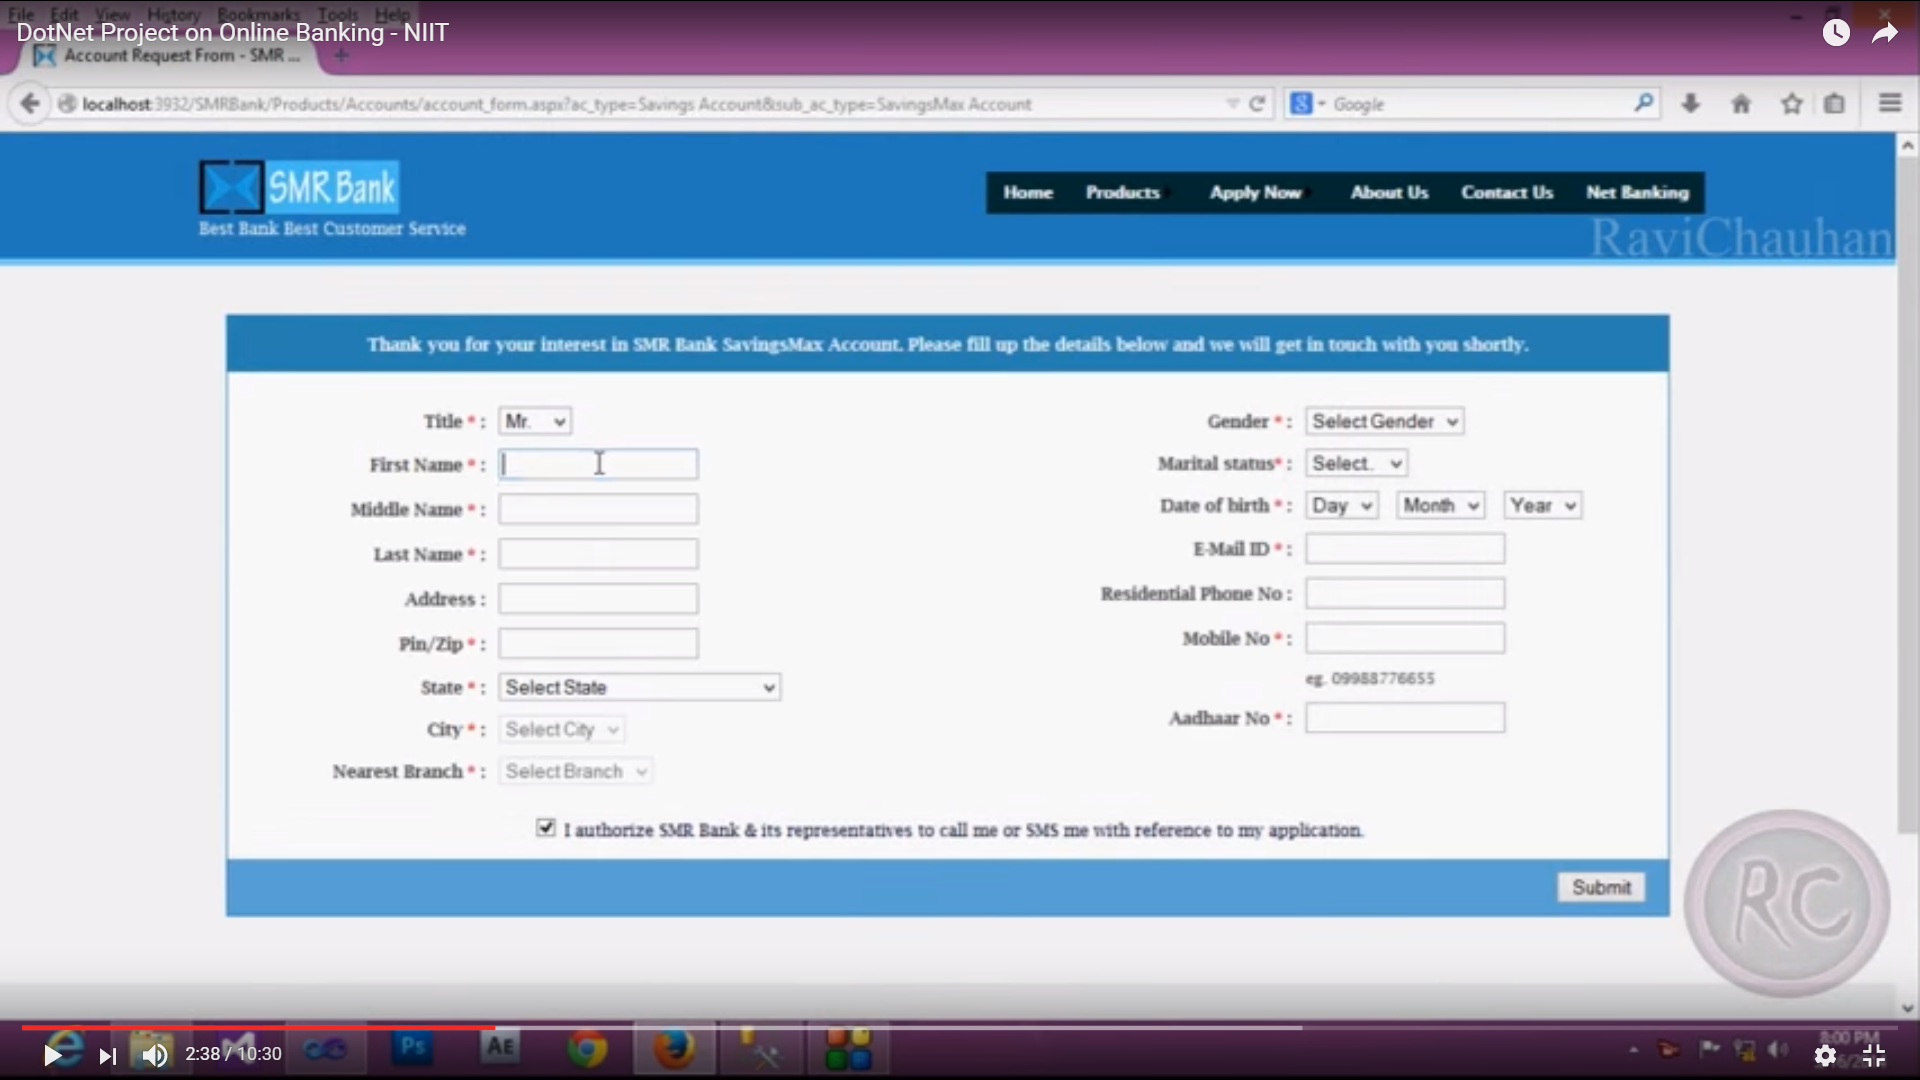 File Edit View History Bookmarks Tools Help
DotNet Project on Online Banking - NIIT
Account Request From - SMR ...
localhost:3932/SMRBank/Products/Accounts/account_form.aspx?ac_type=Savings Account&sub_ac_type=SavingsMax Account
Google
SMR Bank
Best Bank Best Customer Service
Home Products Apply Now About Us Contact Us Net Banking
RaviChauhan
Thank you for your interest in SMR Bank SavingsMax Account. Please fill up the details below and we will get in touch with you shortly.
Title * : Mr.
First Name * :
Middle Name * :
Last Name * :
Address :
Pin/Zip * :
State * : Select State
City * : Select City
Nearest Branch * : Select Branch
Gender * : Select Gender
Marital status* : Select..
Date of birth * : Day Month Year
E-Mail ID * :
Residential Phone No :
Mobile No * :
eg. 09988776655
Aadhaar No * :
I authorize SMR Bank & its representatives to call me or SMS me with reference to my application.
Submit
RC
Ps
AE
2:38 / 10:30
8:00 PM